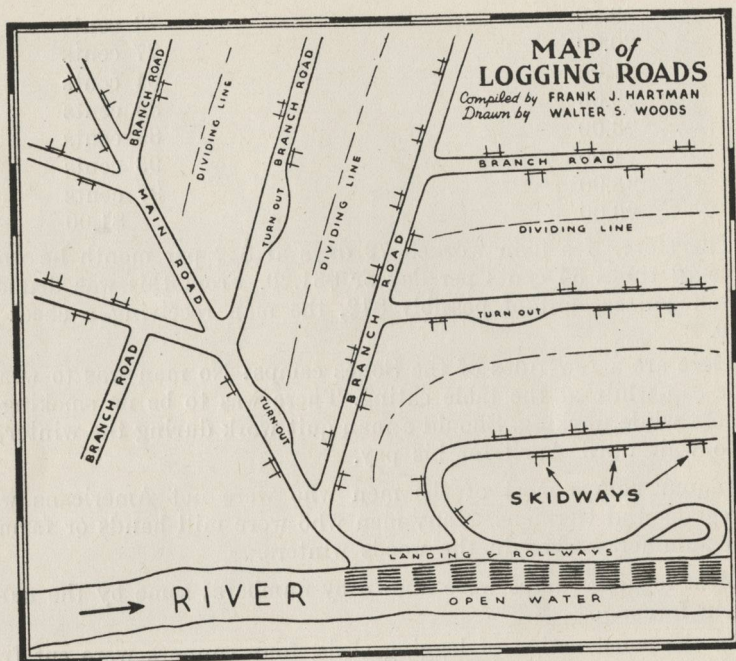 MAP of
LOGGING ROADS
Compiled by FRANK J. HARTMAN
Drawn by WALTER S. WOODS
BRANCH ROAD
DIVIDING LINE
BRANCH ROAD
TURN OUT
DIVIDING LINE
BRANCH ROAD
DIVIDING LINE
MAIN ROAD
BRANCH ROAD
TURN OUT
BRANCH ROAD
TURN OUT
SKIDWAYS
LANDING & ROLLWAYS
RIVER
OPEN WATER